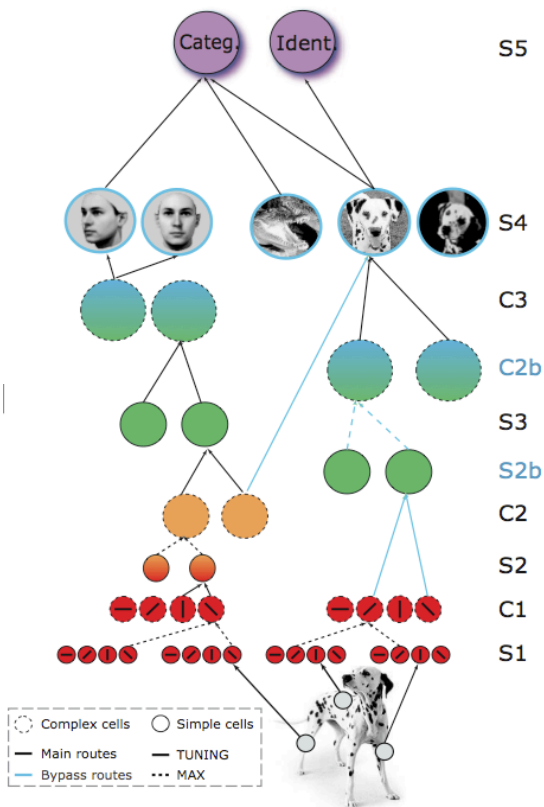 Categ.
Ident.
S5
S4
C3
C2b
S3
S2b
C2
S2
C1
S1
Complex cells
Simple cells
Main routes
TUNING
Bypass routes
MAX